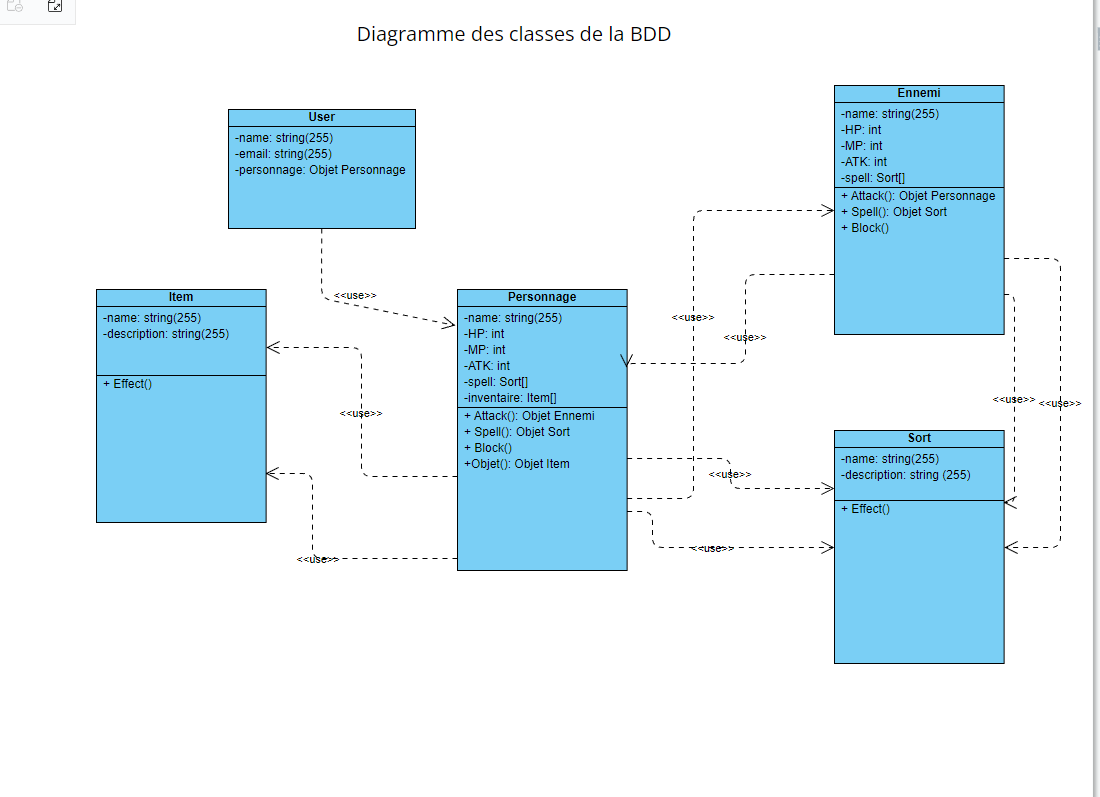 Diagramme des classes de la BDD
User
-name: string(255)
-email: string(255)
-personnage: Objet Personnage
Ennemi
-name: string(255)
-HP: int
-MP: int
-ATK: int
-spell: Sort[]
+ Attack(): Objet Personnage
+ Spell(): Objet Sort
+ Block()
Item
-name: string(255)
-description: string(255)
+ Effect()
Personnage
-name: string(255)
-HP: int
-MP: int
-ATK: int
-spell: Sort[]
-inventaire: Item[]
+ Attack(): Objet Ennemi
+ Spell(): Objet Sort
+ Block()
+Objet(): Objet Item
Sort
-name: string(255)
-description: string (255)
+ Effect()
<<use>>
<<use>>
<<use>>
<<use>>
<<use>>
<<use>>
<<use>>
<<use>>
<<use>>